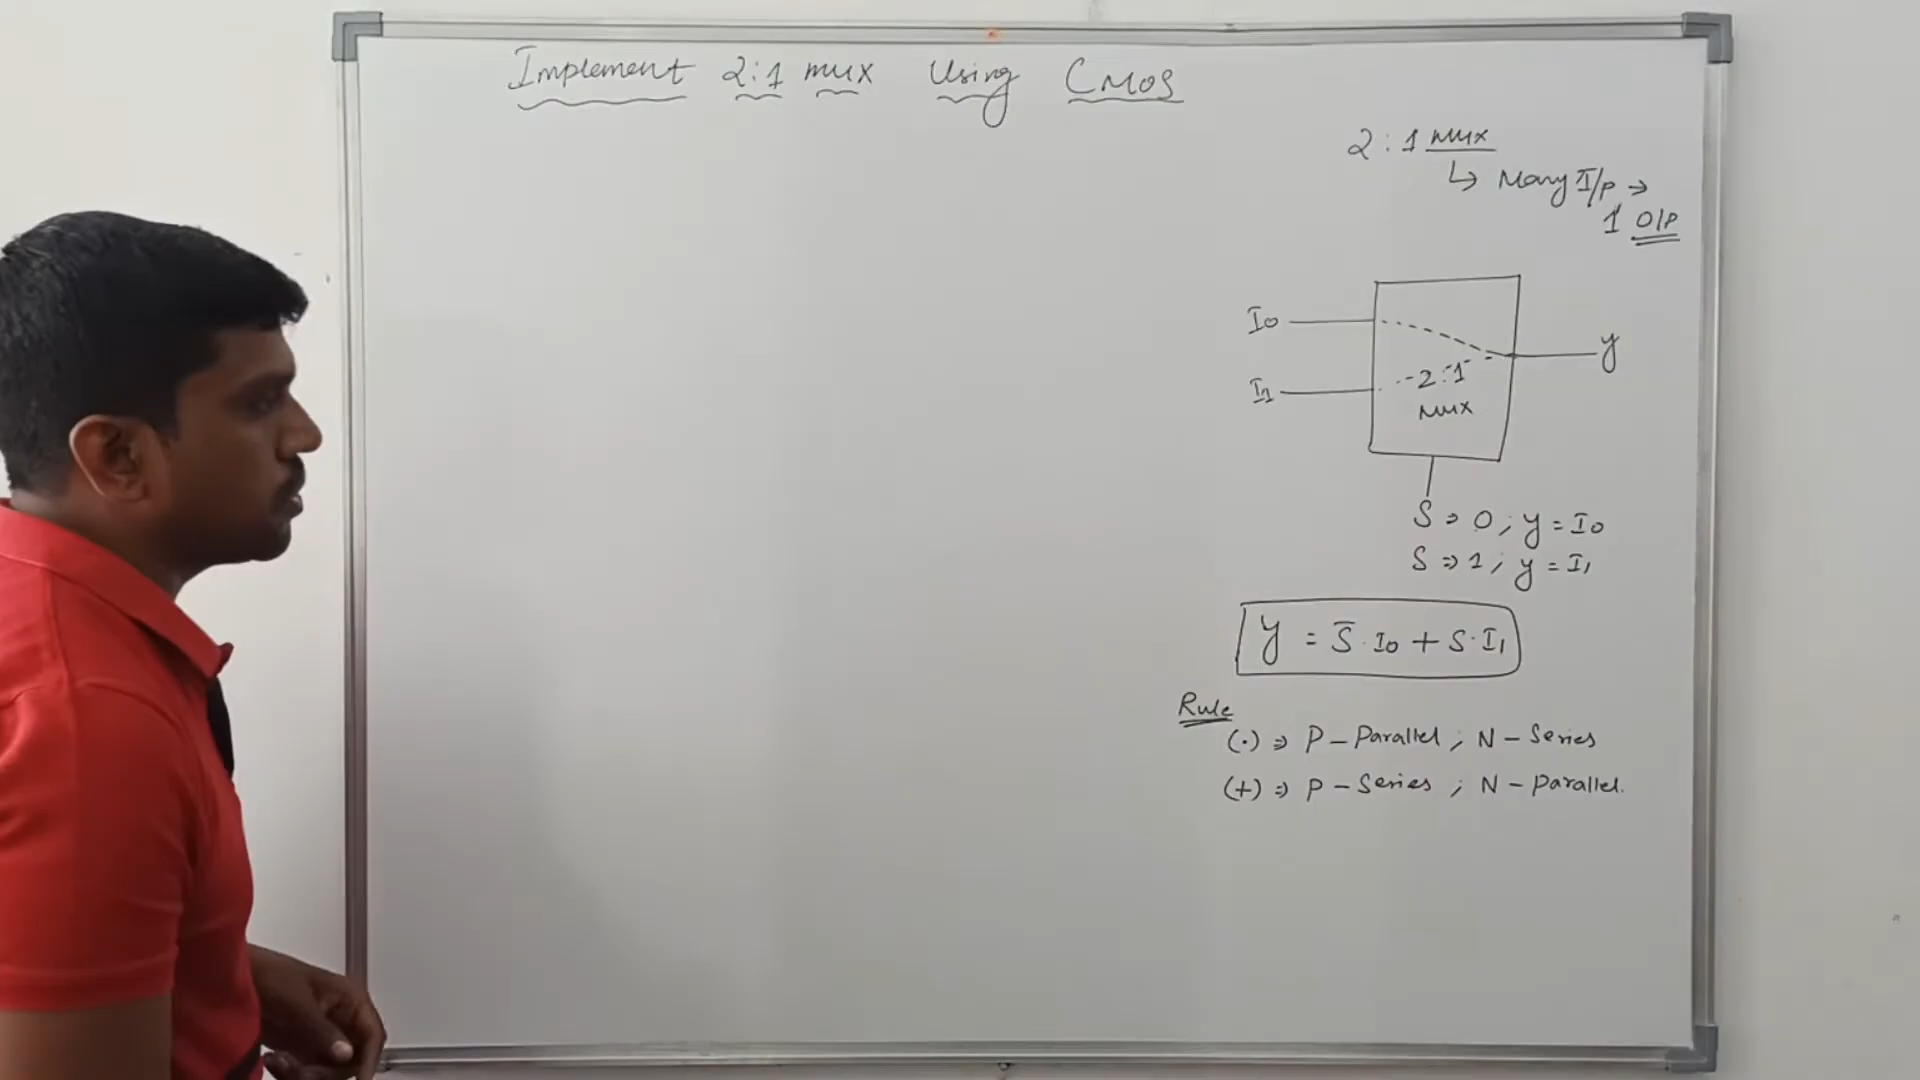 Implement 2:1 mux Using CMOS
2:1 mux
↳ Many I/p →
1 O/P
I0
I1
2:1
mux
y
S ⇒ 0 ; y = I0
S ⇒ 1 ; y = I1
y = S̅·I0 + S·I1
Rule
(·) ⇒ P - Parallel ; N - Series
(+) ⇒ P - Series ; N - Parallel.